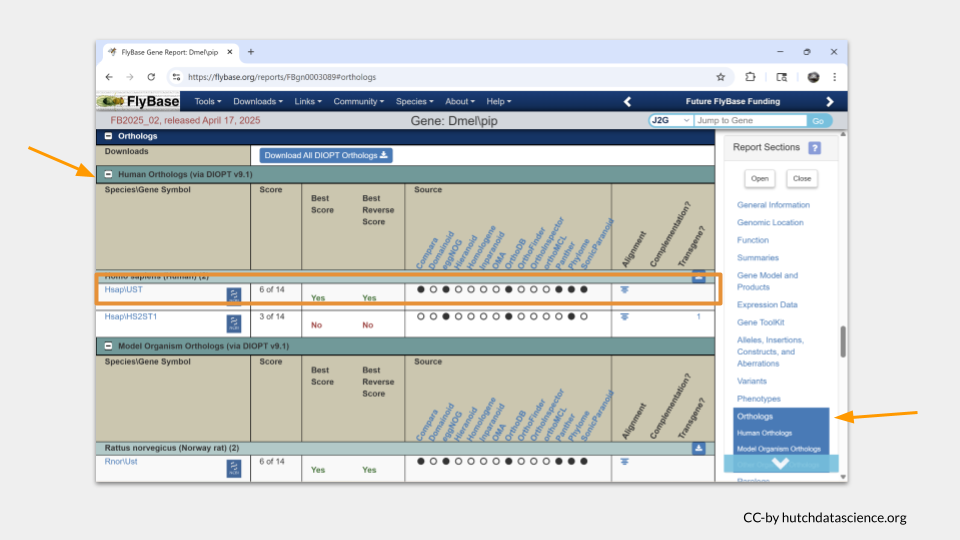 FlyBase Gene Report: Dmel\pip
https://flybase.org/reports/FBgn0003089#orthologs
FlyBase Tools Downloads Links Community Species About Help Future FlyBase Funding
FB2025_02, released April 17, 2025 Gene: Dmel\pip J2G Jump to Gene Go
Orthologs
Downloads Download All DIOPT Orthologs
Human Orthologs (via DIOPT v9.1)
Species\Gene Symbol Score Best Score Best Reverse Score Source
Compara Domainoid eggNOG Hieranoid Homologene Inparanoid OMA OrthoDB OrthoFinder OrthoInspector orthoMCL Panther Phylome SonicParanoid Alignment Complementation? Transgene?
Homo sapiens (Human) (2)
Hsap\UST 6 of 14 Yes Yes
Hsap\HS2ST1 3 of 14 No No 1
Model Organism Orthologs (via DIOPT v9.1)
Species\Gene Symbol Score Best Score Best Reverse Score Source
Compara Domainoid eggNOG Hieranoid Homologene Inparanoid OMA OrthoDB OrthoFinder OrthoInspector orthoMCL Panther Phylome SonicParanoid Alignment Complementation? Transgene?
Rattus norvegicus (Norway rat) (2)
Rnor\Ust 6 of 14 Yes Yes
Report Sections ?
Open Close
General Information
Genomic Location
Function
Summaries
Gene Model and
Products
Expression Data
Gene ToolKit
Alleles, Insertions,
Constructs, and
Aberrations
Variants
Phenotypes
Orthologs
Human Orthologs
Model Organism Orthologs
CC-by hutchdatascience.org